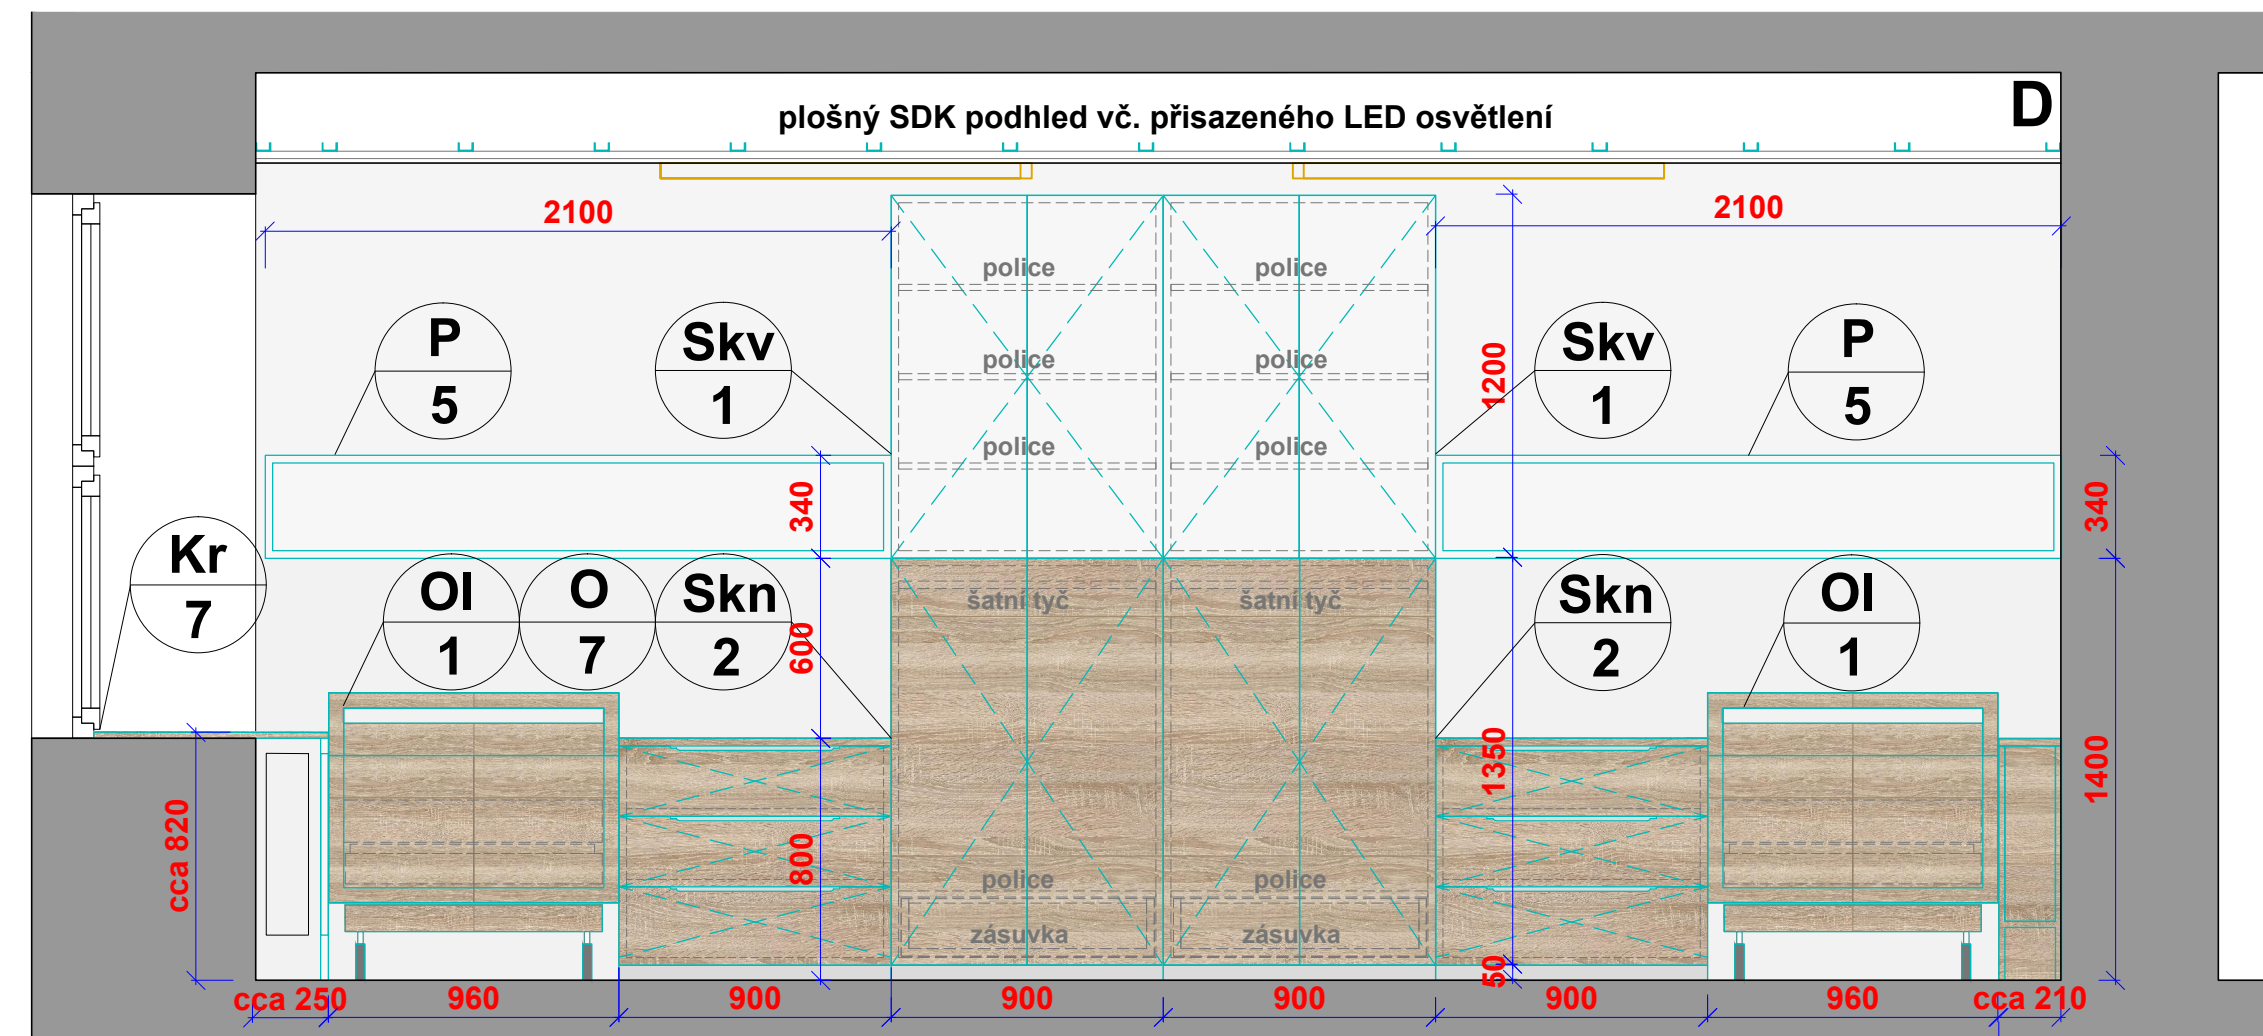 plošný SDK podhled vč. přisazeného LED osvětlení
D
2100
2100
police
police
P
5
Skv
1
police
police
1200
Skv
1
P
5
police
police
340
340
Kr
7
Ol
1
O
7
Skn
2
600
šatní tyč
šatní tyč
Skn
2
Ol
1
cca 820
800
1350
1400
police
police
zásuvka
zásuvka
50
cca 250
960
900
900
900
900
960
cca 210